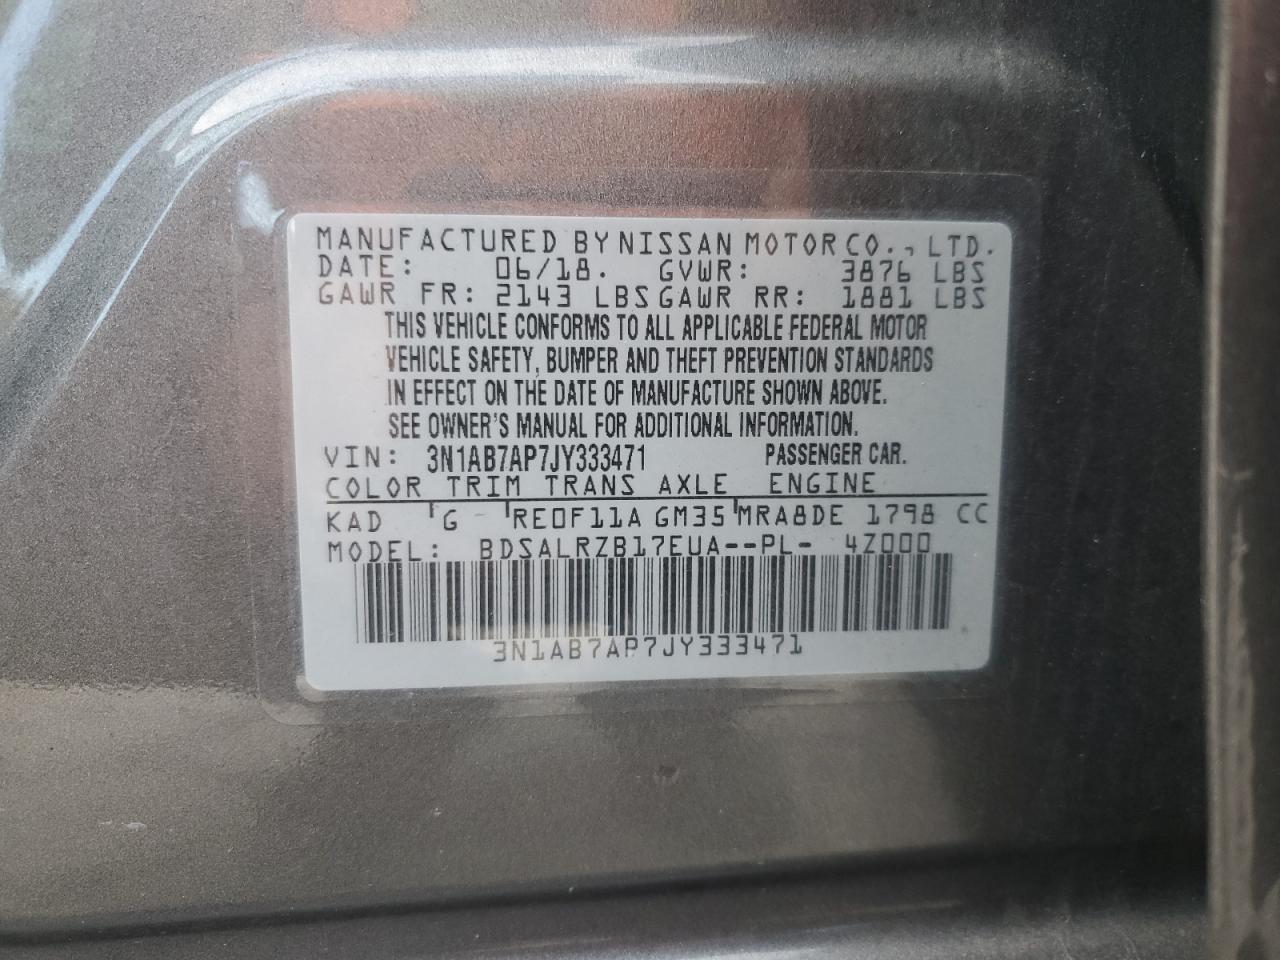 MANUFACTURED BY NISSAN MOTOR CO., LTD.
DATE: 06/18. GVWR: 3876 LBS
GAWR FR: 2143 LBS GAWR RR: 1881 LBS
THIS VEHICLE CONFORMS TO ALL APPLICABLE FEDERAL MOTOR
VEHICLE SAFETY, BUMPER AND THEFT PREVENTION STANDARDS
IN EFFECT ON THE DATE OF MANUFACTURE SHOWN ABOVE.
SEE OWNER'S MANUAL FOR ADDITIONAL INFORMATION.
VIN: 3N1AB7AP7JY333471 PASSENGER CAR.
COLOR TRIM TRANS AXLE ENGINE
KAD G RE0F11A GM35 MRA8DE 1798 CC
MODEL: BDSALRZB17EUA--PL- 4Z000
3N1AB7AP7JY333471